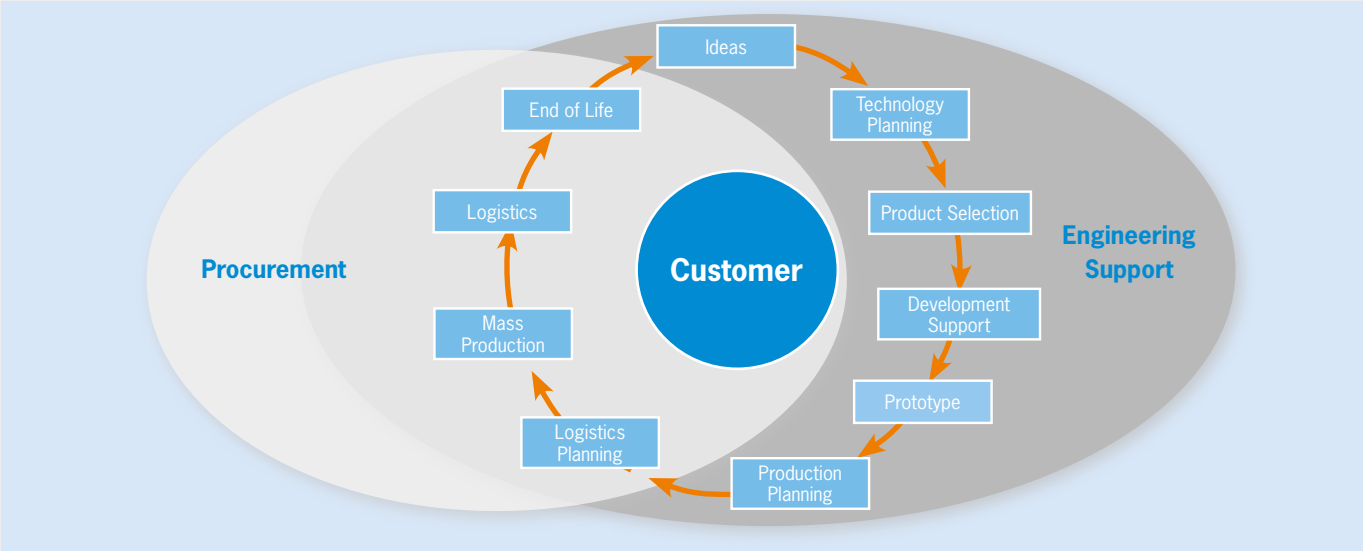 Ideas
End of Life
Technology
Planning
Logistics
Product Selection
Procurement
Customer
Engineering
Support
Mass
Production
Development
Support
Prototype
Logistics
Planning
Production
Planning